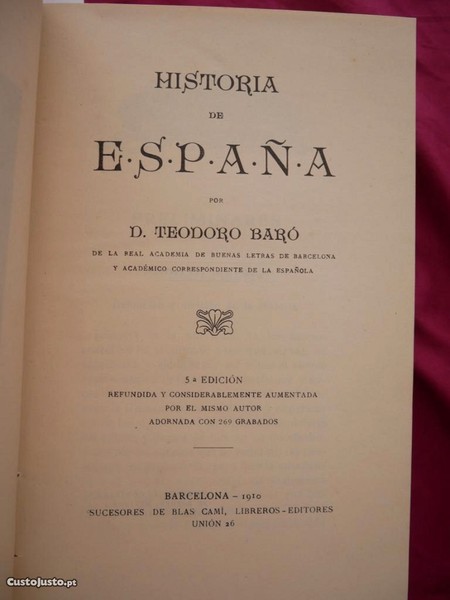 HISTORIA
DE
E·S·P·A·Ñ·A
POR
D. TEODORO BARÓ
DE LA REAL ACADEMIA DE BUENAS LETRAS DE BARCELONA
Y ACADÉMICO CORRESPONDIENTE DE LA ESPAÑOLA
5ª EDICIÓN
REFUNDIDA Y CONSIDERABLEMENTE AUMENTADA
POR EL MISMO AUTOR
ADORNADA CON 269 GRABADOS
BARCELONA - 1910
SUCESORES DE BLAS CAMÍ, LIBREROS-EDITORES
UNIÓN 26
CustoJusto.pt